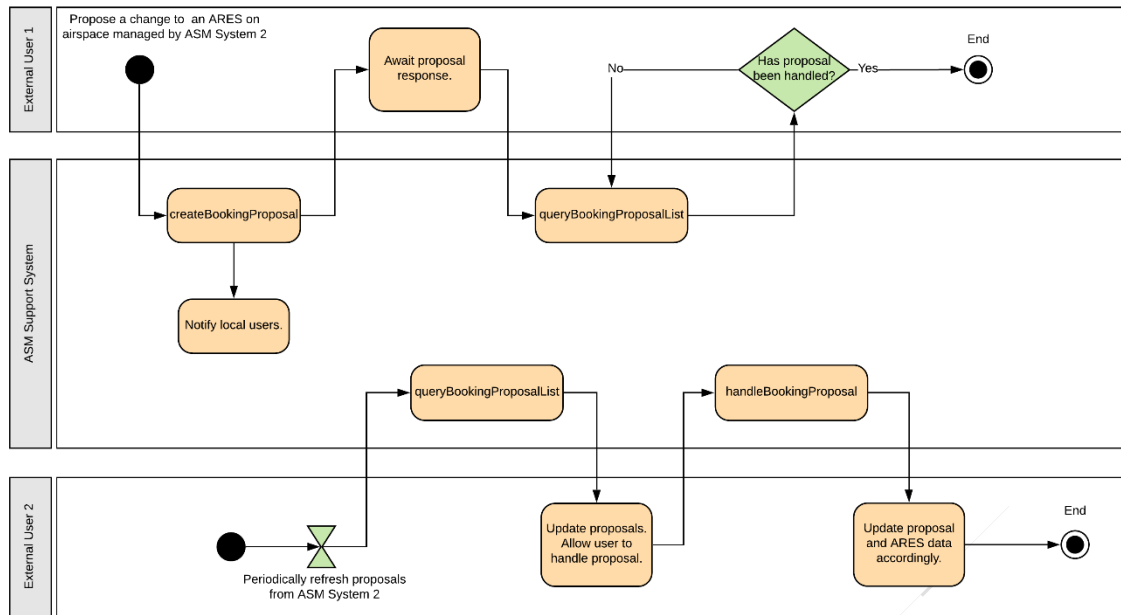 External User 1
Propose a change to an ARES on
airspace managed by ASM System 2
Await proposal
response.
No
Has proposal
been handled?
Yes
End
ASM Support System
createBookingProposal
queryBookingProposalList
Notify local users.
queryBookingProposalList
handleBookingProposal
External User 2
Periodically refresh proposals
from ASM System 2
Update proposals.
Allow user to
handle proposal.
Update proposal
and ARES data
accordingly.
End